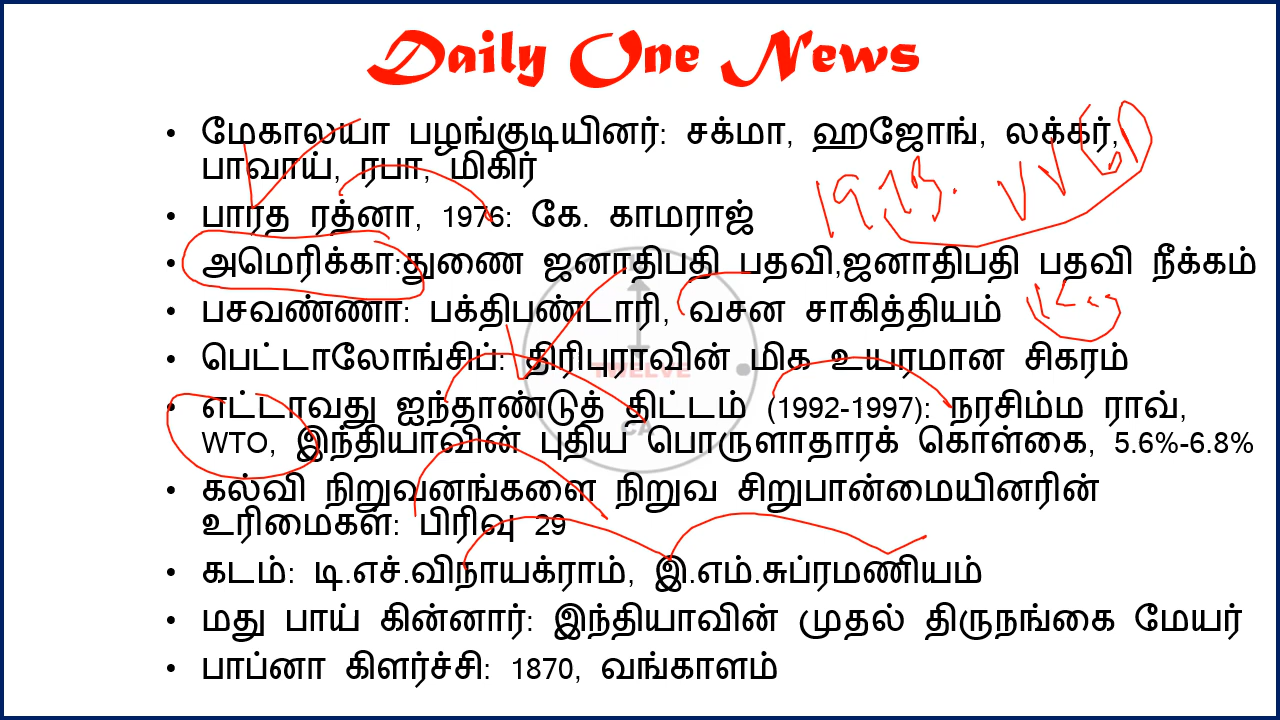 Daily One News
• மேகாலயா பழங்குடியினர்: சக்மா, ஹஜோங், லக்கர்,
பாவாய், ரபா, மிகிர்
• பாரத ரத்னா, 1976: கே. காமராஜ்
• அமெரிக்கா:துணை ஜனாதிபதி பதவி,ஜனாதிபதி பதவி நீக்கம்
• பசவண்ணா: பக்திபண்டாரி, வசன சாகித்தியம்
• பெட்டாலோங்சிப்: திரிபுராவின் மிக உயரமான சிகரம்
TWELVE
• எட்டாவது ஐந்தாண்டுத் திட்டம் (1992-1997): நரசிம்ம ராவ்,
WTO, இந்தியாவின் புதிய பொருளாதாரக் கொள்கை, 5.6%-6.8%
• கல்வி நிறுவனங்களை நிறுவ சிறுபான்மையினரின்
உரிமைகள்: பிரிவு 29
• கடம்: டி.எச்.விநாயக்ராம், இ.எம்.சுப்ரமணியம்
• மது பாய் கின்னார்: இந்தியாவின் முதல் திருநங்கை மேயர்
• பாப்னா கிளர்ச்சி: 1870, வங்காளம்